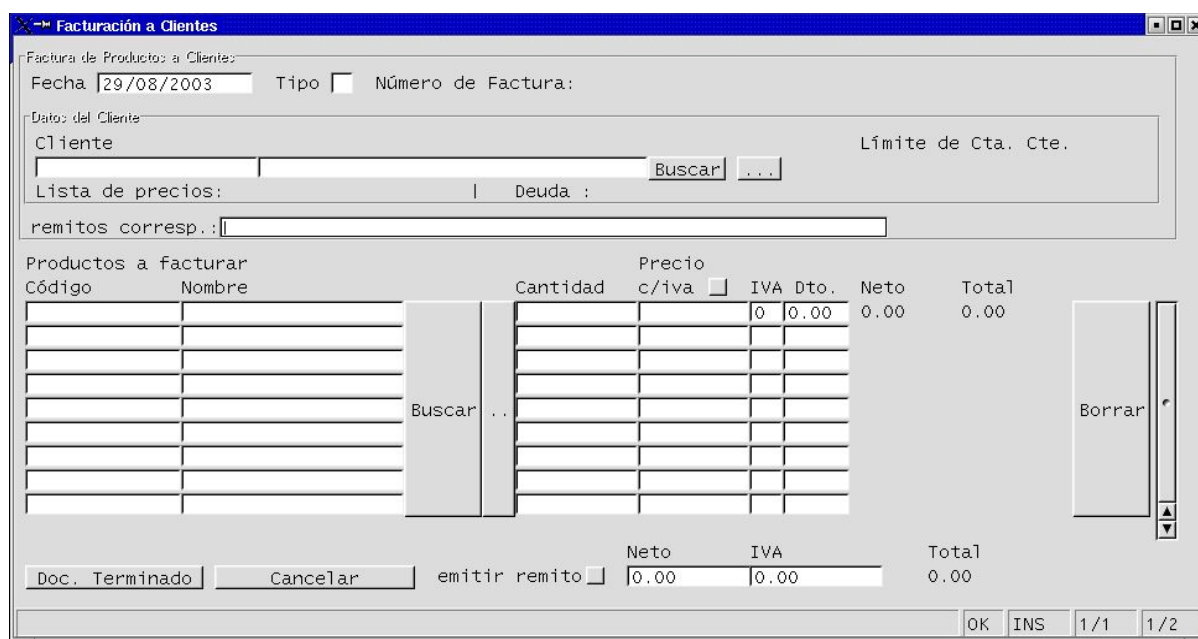 Facturación a Clientes
Factura de Productos a Clientes
Fecha 29/08/2003 Tipo Número de Factura:
Datos del Cliente
Cliente Límite de Cta. Cte.
Buscar ...
Lista de precios: | Deuda :
remitos corresp.:
Productos a facturar Precio
Código Nombre Cantidad c/iva IVA Dto. Neto Total
0 0.00 0.00 0.00
Buscar .. Borrar
Neto IVA Total
Doc. Terminado Cancelar emitir remito 0.00 0.00 0.00
OK INS 1/1 1/2